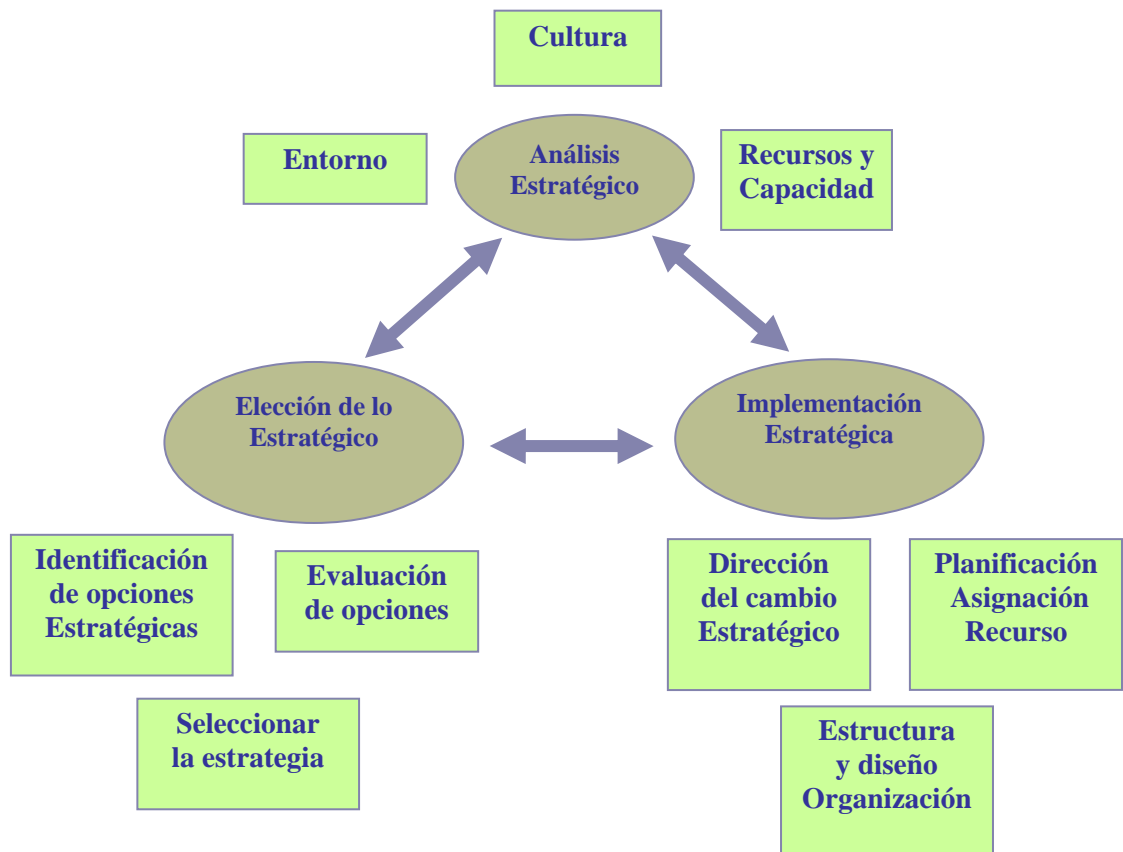 Cultura
Entorno
Análisis
Estratégico
Recursos y
Capacidad
Elección de lo
Estratégico
Implementación
Estratégica
Identificación
de opciones
Estratégicas
Evaluación
de opciones
Seleccionar
la estrategia
Dirección
del cambio
Estratégico
Planificación
Asignación
Recurso
Estructura
y diseño
Organización